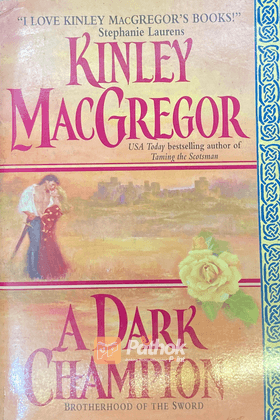 “I LOVE KINLEY MACGREGOR'S BOOKS!”
Stephanie Laurens
KINLEY
MACGREGOR
USA Today bestselling author of
Taming the Scotsman
A DARK
Pathok
CHAMPION
BROTHERHOOD OF THE SWORD